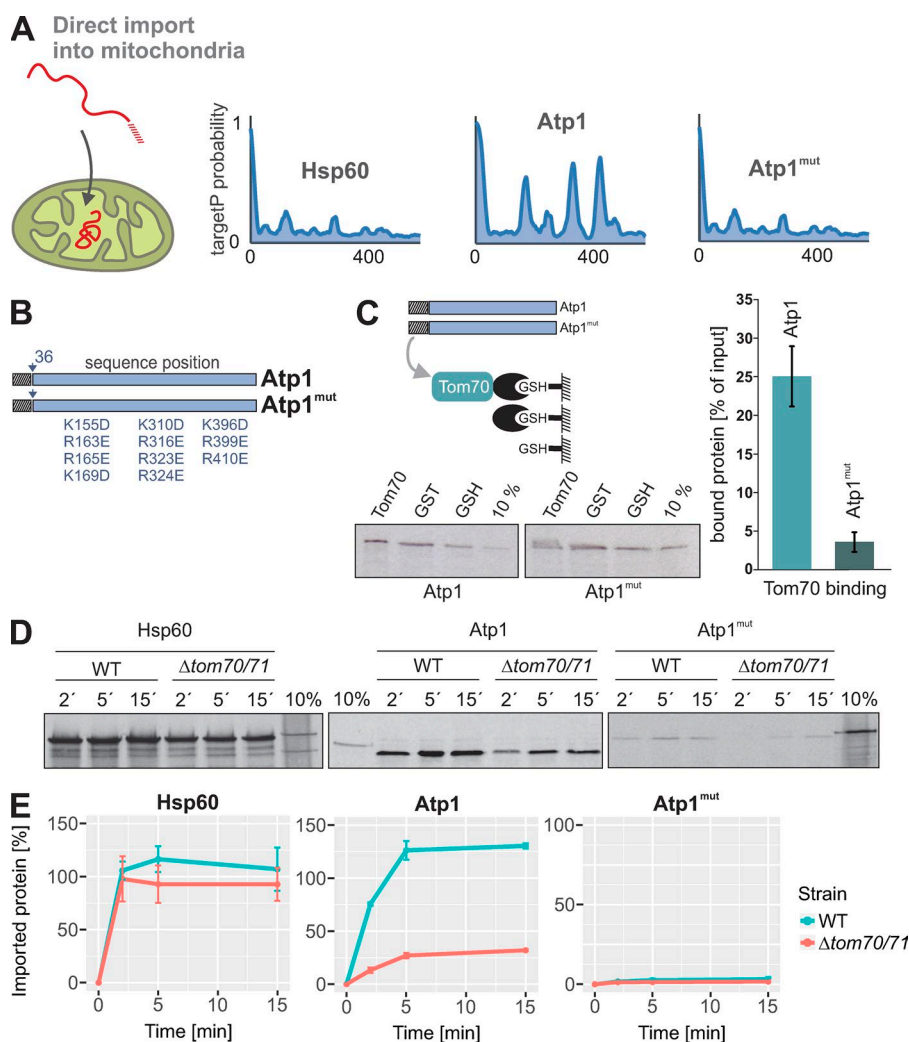 A
Direct import
into mitochondria
targetP probability
1
0
Hsp60
400
Atp1
0
400
Atp1mut
0
400
B
36
sequence position
Atp1
Atp1mut
K155D K310D K396D
R163E R316E R399E
R165E R323E R410E
K169D R324E
C
Atp1
Atp1mut
Tom70 GSH
GSH
GSH
Tom70 GST GSH 10 %
Tom70 GST GSH 10 %
Atp1
Atp1mut
bound protein [% of input]
35
30
25
20
15
10
5
0
Atp1
Atp1mut
Tom70 binding
D
Hsp60 Atp1 Atp1mut
WT Δtom70/71 WT Δtom70/71 WT Δtom70/71
2´ 5´ 15´ 2´ 5´ 15´ 10% 10% 2´ 5´ 15´ 2´ 5´ 15´ 2´ 5´ 15´ 2´ 5´ 15´ 10%
E
Imported protein [%]
Hsp60
150
100
50
0
0 5 10 15
Time [min]
Atp1
150
100
50
0
0 5 10 15
Time [min]
Atp1mut
100
50
0
0 5 10 15
Time [min]
Strain
WT
Δtom70/71